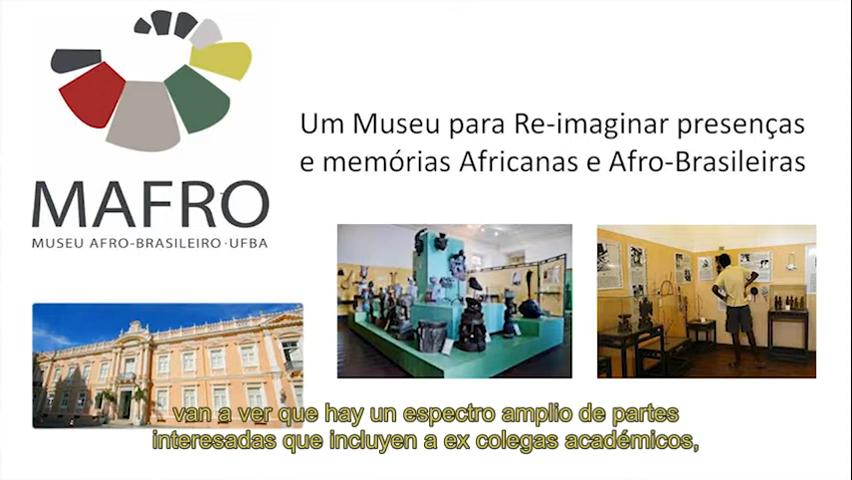 Um Museu para Re-imaginar presenças
e memórias Africanas e Afro-Brasileiras
MAFRO
MUSEU AFRO-BRASILEIRO·UFBA
van a ver que hay un espectro amplio de partes
interesadas que incluyen a ex colegas académicos,